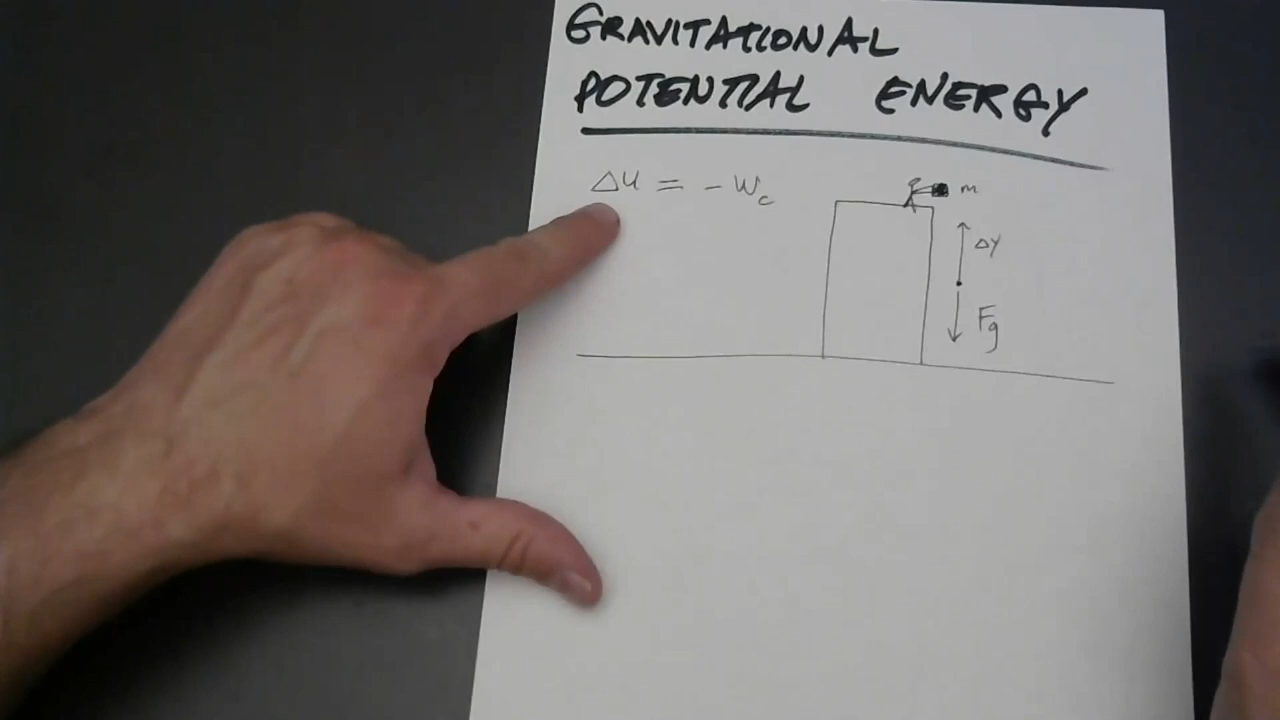 GRAVITATIONAL
POTENTIAL ENERGY
ΔU = - Wc
m
Δy
Fg